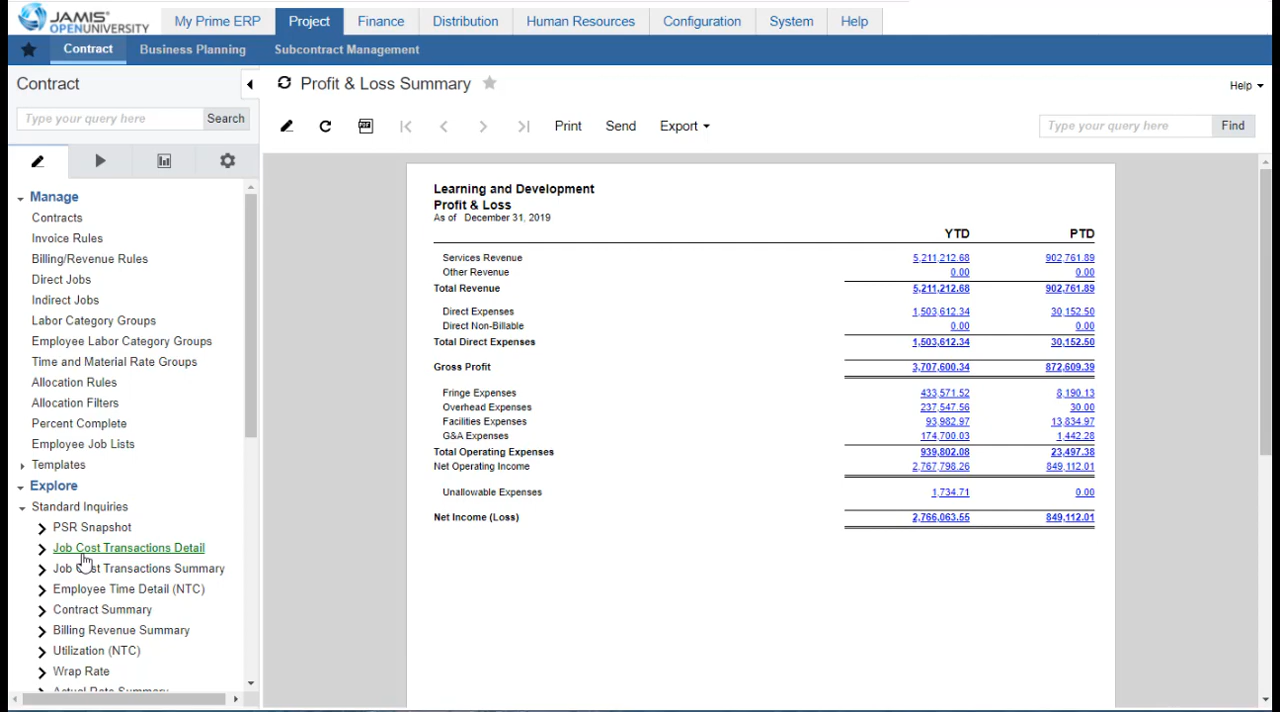 JAMIS®
OPENUNIVERSITY
My Prime ERP Project Finance Distribution Human Resources Configuration System Help
Contract Business Planning Subcontract Management
Contract
Type your query here Search
Manage
Contracts
Invoice Rules
Billing/Revenue Rules
Direct Jobs
Indirect Jobs
Labor Category Groups
Employee Labor Category Groups
Time and Material Rate Groups
Allocation Rules
Allocation Filters
Percent Complete
Employee Job Lists
Templates
Explore
Standard Inquiries
PSR Snapshot
Job Cost Transactions Detail
Job Cost Transactions Summary
Employee Time Detail (NTC)
Contract Summary
Billing Revenue Summary
Utilization (NTC)
Wrap Rate
Actual Rate Summary
Profit & Loss Summary
Help
Print Send Export
Type your query here Find
Learning and Development
Profit & Loss
As of December 31, 2019
YTD PTD
Services Revenue 5,211,212.68 902,761.89
Other Revenue 0.00 0.00
Total Revenue 5,211,212.68 902,761.89
Direct Expenses 1,503,612.34 30,152.50
Direct Non-Billable 0.00 0.00
Total Direct Expenses 1,503,612.34 30,152.50
Gross Profit 3,707,600.34 872,609.39
Fringe Expenses 433,571.52 8,190.13
Overhead Expenses 237,547.56 30.00
Facilities Expenses 93,982.97 13,834.97
G&A Expenses 174,700.03 1,442.28
Total Operating Expenses 939,802.08 23,497.38
Net Operating Income 2,767,798.26 849,112.01
Unallowable Expenses 1,734.71 0.00
Net Income (Loss) 2,766,063.55 849,112.01